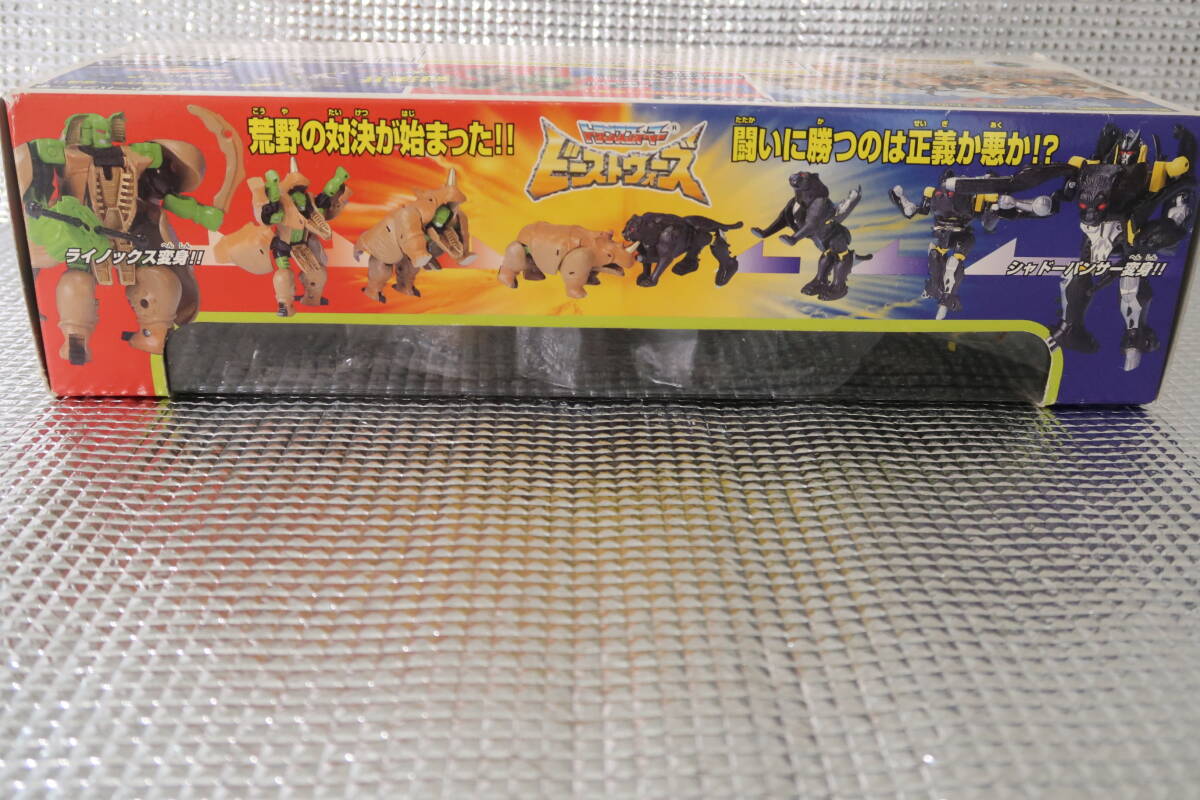 荒野の対決が始まった!!
トランスフォーマー®
ビーストウォーズ
闘いに勝つのは正義か悪か!?
ライノックス変身!!
シャドーパンサー変身!!